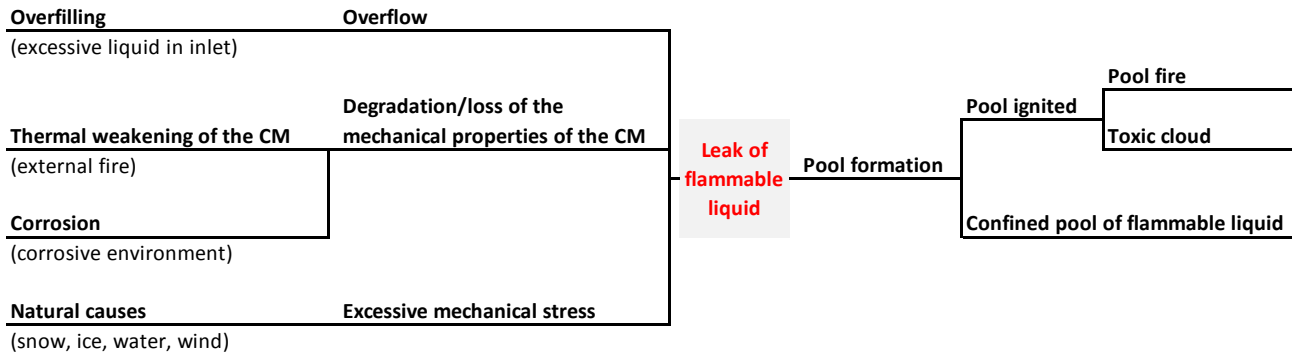 Overfilling
Overflow
(excessive liquid in inlet)
Degradation/loss of the
Thermal weakening of the CM
mechanical properties of the CM
(external fire)
Corrosion
(corrosive environment)
Natural causes
Excessive mechanical stress
(snow, ice, water, wind)
Leak of
flammable
liquid
Pool formation
Pool ignited
Pool fire
Toxic cloud
Confined pool of flammable liquid